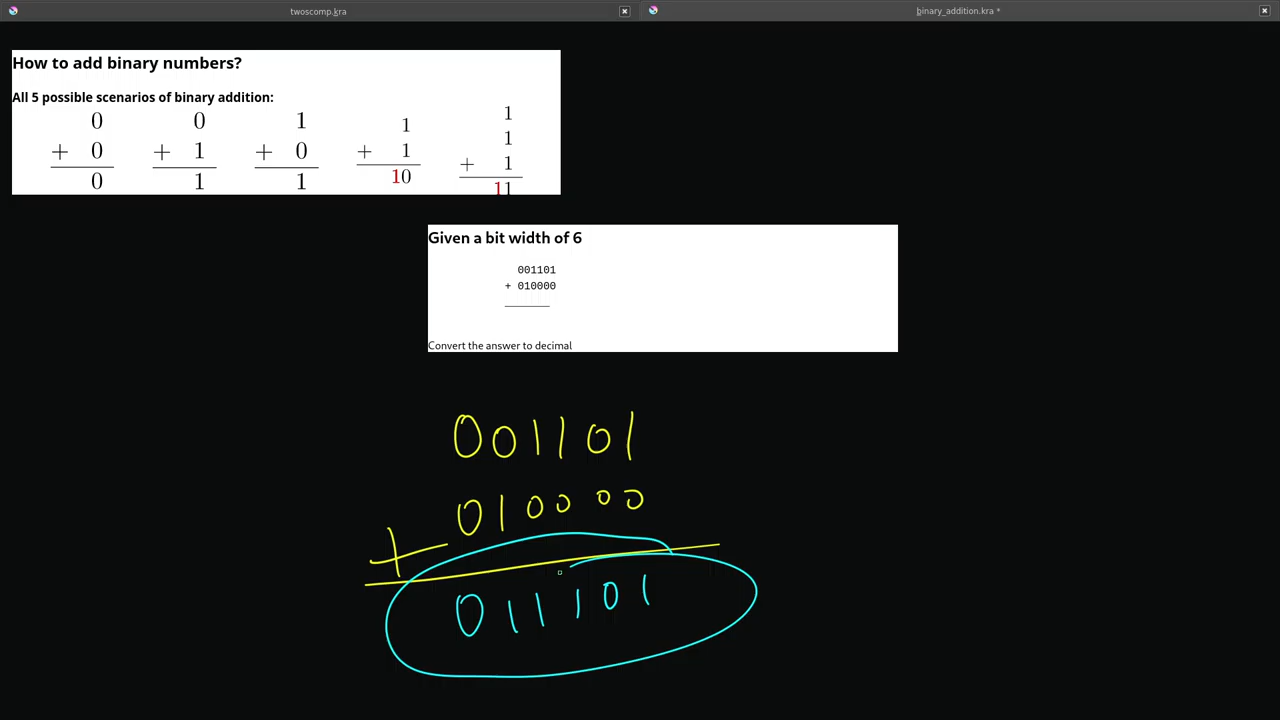 twoscomp.kra
binary_addition.kra *
How to add binary numbers?
All 5 possible scenarios of binary addition:
0 0 1 1 1
+ 0 + 1 + 0 + 1 1
+ 1
0 1 1 10 11
Given a bit width of 6
001101
+ 010000
Convert the answer to decimal
001101
010000
+
011101